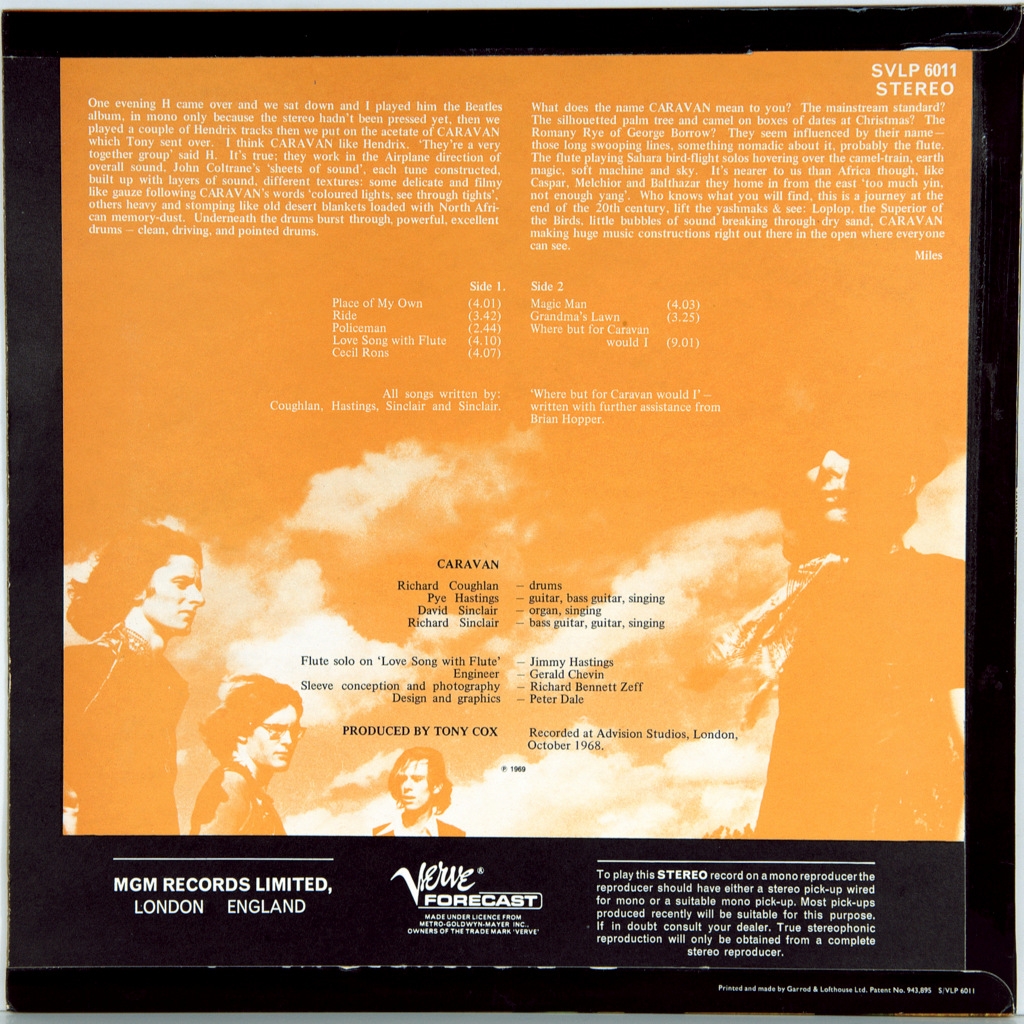 SVLP 6011
STEREO
One evening H came over and we sat down and I played him the Beatles
album, in mono only because the stereo hadn't been pressed yet, then we
played a couple of Hendrix tracks then we put on the acetate of CARAVAN
which Tony sent over. I think CARAVAN like Hendrix. 'They're a very
together group' said H. It's true; they work in the Airplane direction of
overall sound, John Coltrane's 'sheets of sound', each tune constructed,
built up with layers of sound, different textures: some delicate and filmy
like gauze following CARAVAN's words 'coloured lights, see through tights',
others heavy and stomping like old desert blankets loaded with North Afri-
can memory-dust. Underneath the drums burst through, powerful, excellent
drums — clean, driving, and pointed drums.
What does the name CARAVAN mean to you? The mainstream standard?
The silhouetted palm tree and camel on boxes of dates at Christmas? The
Romany Rye of George Borrow? They seem influenced by their name—
those long swooping lines, something nomadic about it, probably the flute.
The flute playing Sahara bird-flight solos hovering over the camel-train, earth
magic, soft machine and sky. It's nearer to us than Africa though, like
Caspar, Melchior and Balthazar they home in from the east 'too much yin,
not enough yang'. Who knows what you will find, this is a journey at the
end of the 20th century, lift the yashmaks & see: Loplop, the Superior of
the Birds, little bubbles of sound breaking through dry sand, CARAVAN
making huge music constructions right out there in the open where everyone
can see.
Miles
Side 1.
Place of My Own (4.01)
Ride (3.42)
Policeman (2.44)
Love Song with Flute (4.10)
Cecil Rons (4.07)
Side 2
Magic Man (4.03)
Grandma's Lawn (3.25)
Where but for Caravan
would I (9.01)
All songs written by:
Coughlan, Hastings, Sinclair and Sinclair.
'Where but for Caravan would I' —
written with further assistance from
Brian Hopper.
CARAVAN
Richard Coughlan — drums
Pye Hastings — guitar, bass guitar, singing
David Sinclair — organ, singing
Richard Sinclair — bass guitar, guitar, singing
Flute solo on 'Love Song with Flute' — Jimmy Hastings
Engineer — Gerald Chevin
Sleeve conception and photography — Richard Bennett Zeff
Design and graphics — Peter Dale
PRODUCED BY TONY COX
Recorded at Advision Studios, London,
October 1968.
℗ 1969
MGM RECORDS LIMITED,
LONDON ENGLAND
Verve®
FORECAST
MADE UNDER LICENCE FROM
METRO-GOLDWYN-MAYER INC.,
OWNERS OF THE TRADE MARK 'VERVE'
To play this STEREO record on a mono reproducer the
reproducer should have either a stereo pick-up wired
for mono or a suitable mono pick-up. Most pick-ups
produced recently will be suitable for this purpose.
If in doubt consult your dealer. True stereophonic
reproduction will only be obtained from a complete
stereo reproducer.
Printed and made by Garrod & Lofthouse Ltd. Patent No. 943,895 S/VLP 6011